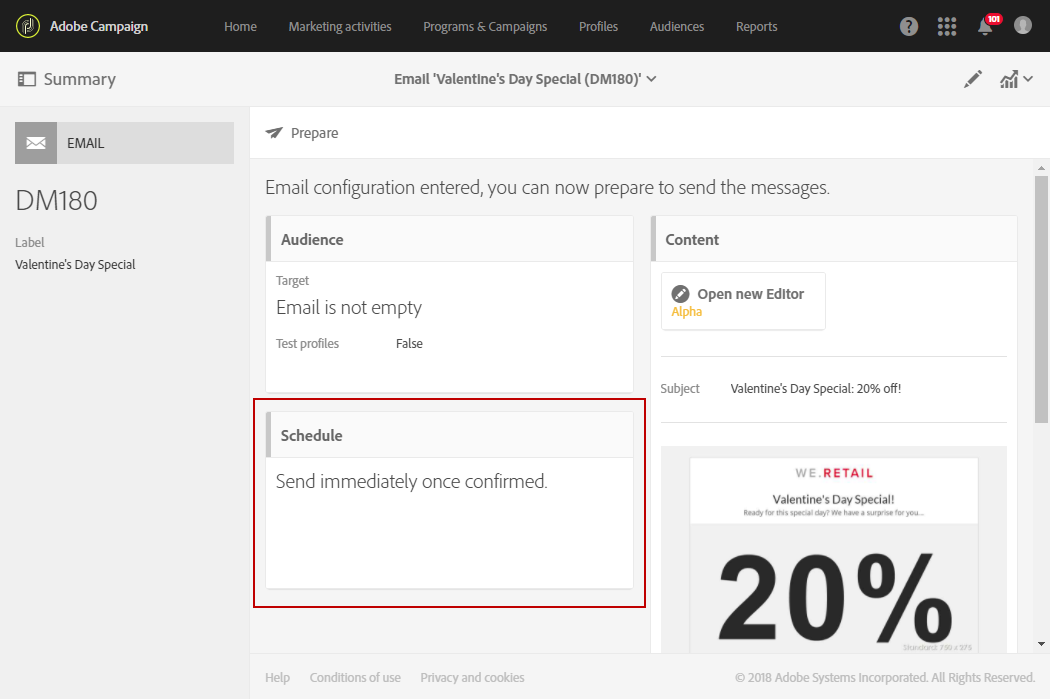 Adobe Campaign Home Marketing activities Programs & Campaigns Profiles Audiences Reports ? 101
Summary Email 'Valentine's Day Special (DM180)'
EMAIL
DM180
Label
Valentine's Day Special
Prepare
Email configuration entered, you can now prepare to send the messages.
Audience
Target
Email is not empty
Test profiles False
Schedule
Send immediately once confirmed.
Content
Open new Editor
Alpha
Subject Valentine's Day Special: 20% off!
WE.RETAIL
Valentine's Day Special!
Ready for this special day? We have a surprise for you...
20%
Standard: 750 x 375
Help Conditions of use Privacy and cookies © 2018 Adobe Systems Incorporated. All Rights Reserved.